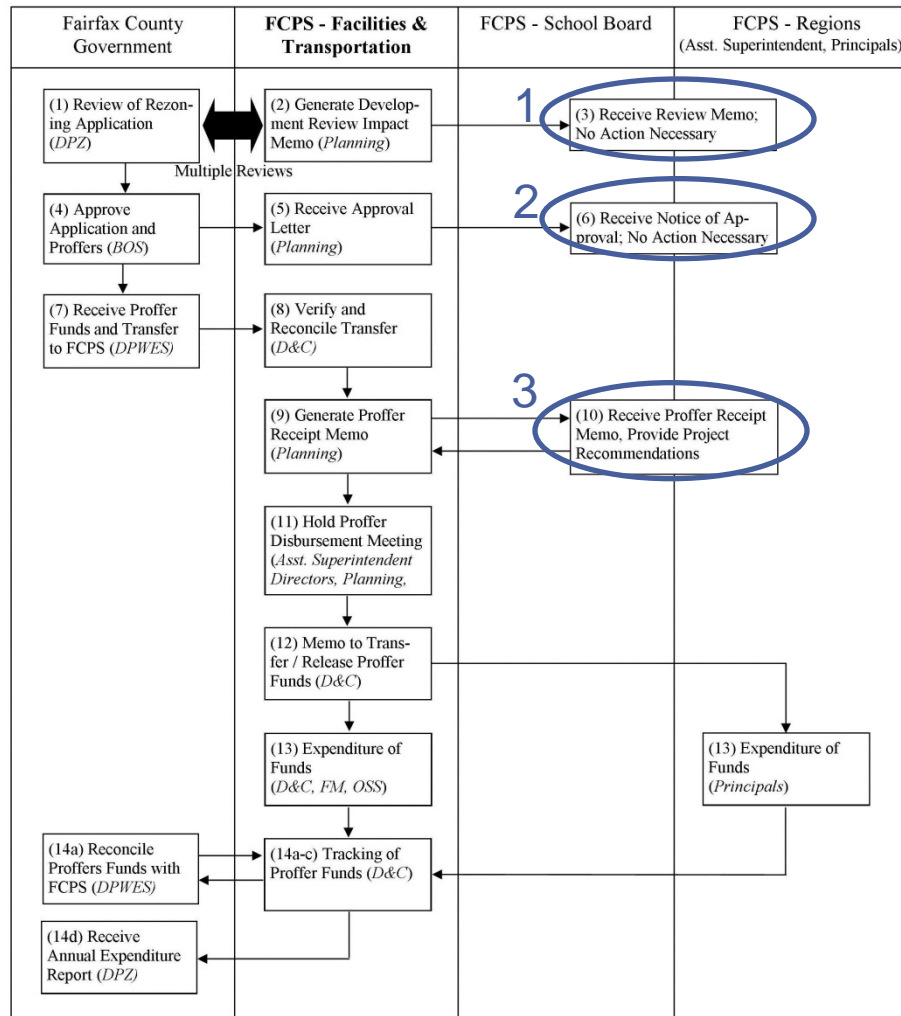 Fairfax County
Government
FCPS - Facilities &
Transportation
FCPS - School Board
FCPS - Regions
(Asst. Superintendent, Principals)
(1) Review of Rezon-
ing Application
(DPZ)
(2) Generate Develop-
ment Review Impact
Memo (Planning)
1
(3) Receive Review Memo;
No Action Necessary
Multiple Reviews
(4) Approve
Application and
Proffers (BOS)
(5) Receive Approval
Letter
(Planning)
2
(6) Receive Notice of Ap-
proval; No Action Necessary
(7) Receive Proffer
Funds and Transfer
to FCPS (DPWES)
(8) Verify and
Reconcile Transfer
(D&C)
(9) Generate Proffer
Receipt Memo
(Planning)
3
(10) Receive Proffer Receipt
Memo, Provide Project
Recommendations
(11) Hold Proffer
Disbursement Meeting
(Asst. Superintendent
Directors, Planning,
(12) Memo to Trans-
fer / Release Proffer
Funds (D&C)
(13) Expenditure of
Funds
(D&C, FM, OSS)
(13) Expenditure of
Funds
(Principals)
(14a) Reconcile
Proffers Funds with
FCPS (DPWES)
(14a-c) Tracking of
Proffer Funds (D&C)
(14d) Receive
Annual Expenditure
Report (DPZ)